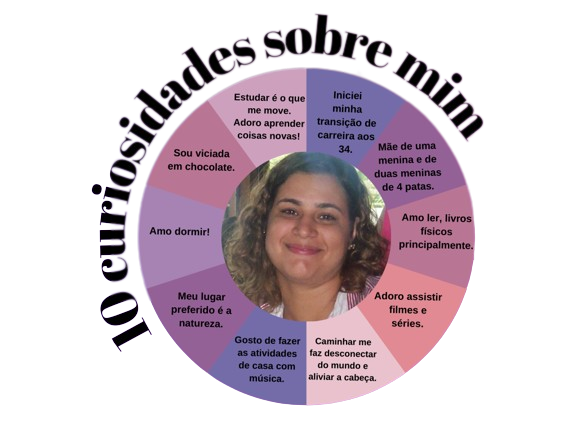 10 curiosidades sobre mim
Iniciei
minha
transição de
carreira aos
34.
Mãe de uma
menina e de
duas meninas
de 4 patas.
Amo ler, livros
físicos
principalmente.
Adoro assistir
filmes e
séries.
Caminhar me
faz desconectar
do mundo e
aliviar a cabeça.
Gosto de fazer
as atividades
de casa com
música.
Meu lugar
preferido é a
natureza.
Amo dormir!
Sou viciada
em chocolate.
Estudar é o que
me move.
Adoro aprender
coisas novas!